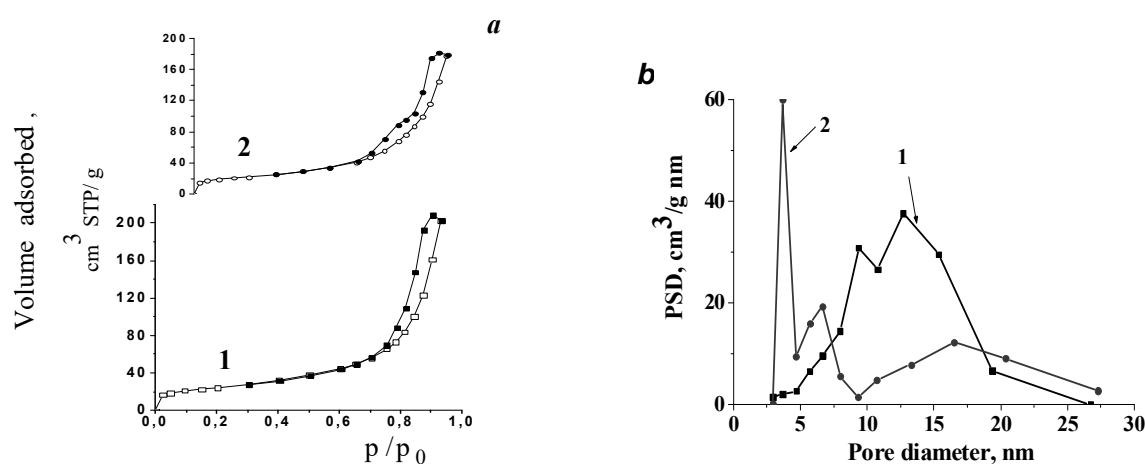 a
200
160
120
80
40
0
2
Volume adsorbed ,
cm3 STP/g
200
160
120
80
40
0
1
0,0 0,2 0,4 0,6 0,8 1,0
p/p0
b
60
40
20
0
2
1
PSD, cm3/g nm
0 5 10 15 20 25 30
Pore diameter, nm